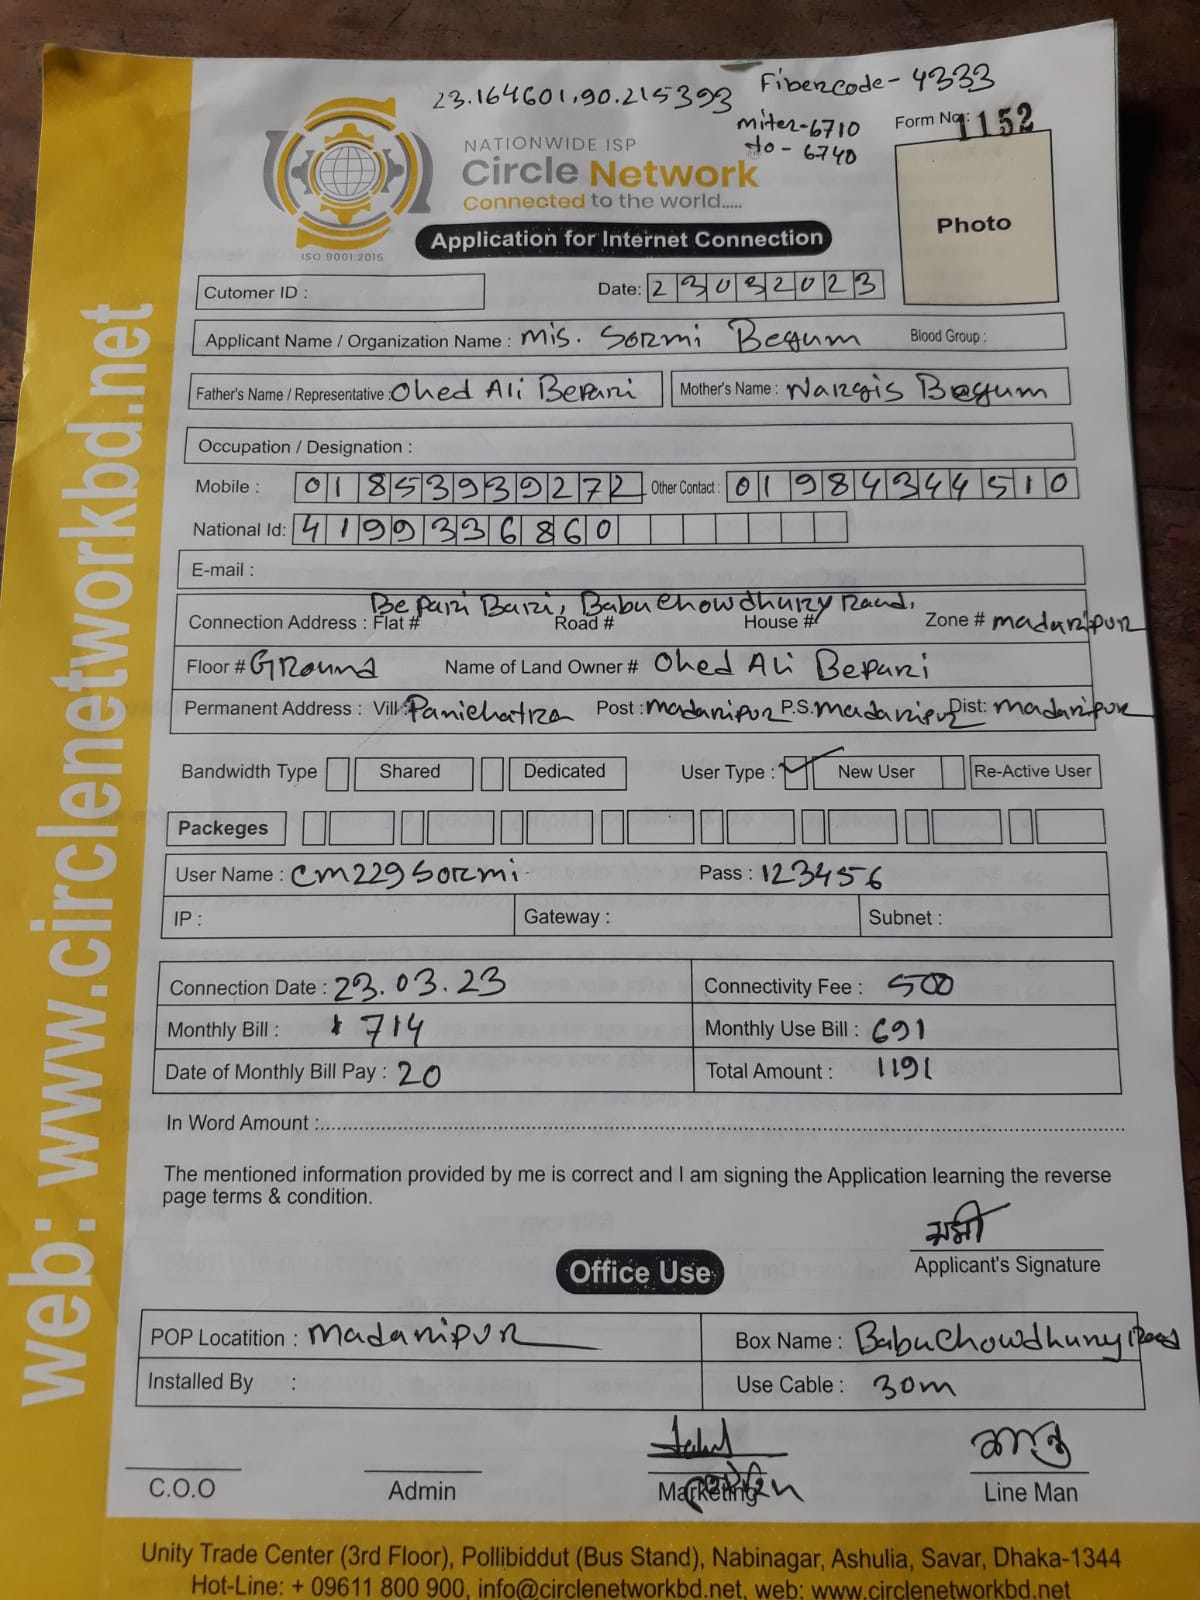 23.164601,90.215393
Fibercode- 4333
miter-6710
to - 6740
Form No.: 1152
NATIONWIDE ISP
Circle Network
Connected to the world.....
ISO 9001:2015
Application for Internet Connection
Photo
Cutomer ID :
Date: 23032023
Applicant Name / Organization Name : Mis. Sormi Begum Blood Group :
Father's Name / Representative : Ohed Ali Bepari Mother's Name : Nargis Begum
Occupation / Designation :
Mobile : 01853939272 Other Contact : 01984344510
National Id: 4199336860
E-mail :
Bepari Bari, Babu Chowdhury Raod,
Connection Address : Flat # Road # House # Zone # madaripur
Floor # Ground Name of Land Owner # Ohed Ali Bepari
Permanent Address : Vill: Panichatra Post : madaripur P.S. madaripur Dist: madaripur
Bandwidth Type Shared Dedicated User Type : ✓ New User Re-Active User
Packeges
User Name : cm229sormi Pass : 123456
IP : Gateway : Subnet :
Connection Date : 23.03.23 Connectivity Fee : 500
Monthly Bill : 714 Monthly Use Bill : 691
Date of Monthly Bill Pay : 20 Total Amount : 1191
In Word Amount :
The mentioned information provided by me is correct and I am signing the Application learning the reverse
page terms & condition.
Applicant's Signature
Office Use
POP Locatition : Madaripur Box Name : Babu Chowdhury Road
Installed By : Use Cable : 30m
C.O.O Admin Marketing Line Man
Unity Trade Center (3rd Floor), Pollibiddut (Bus Stand), Nabinagar, Ashulia, Savar, Dhaka-1344
Hot-Line: + 09611 800 900, info@circlenetworkbd.net, web: www.circlenetworkbd.net
web: www.circlenetworkbd.net